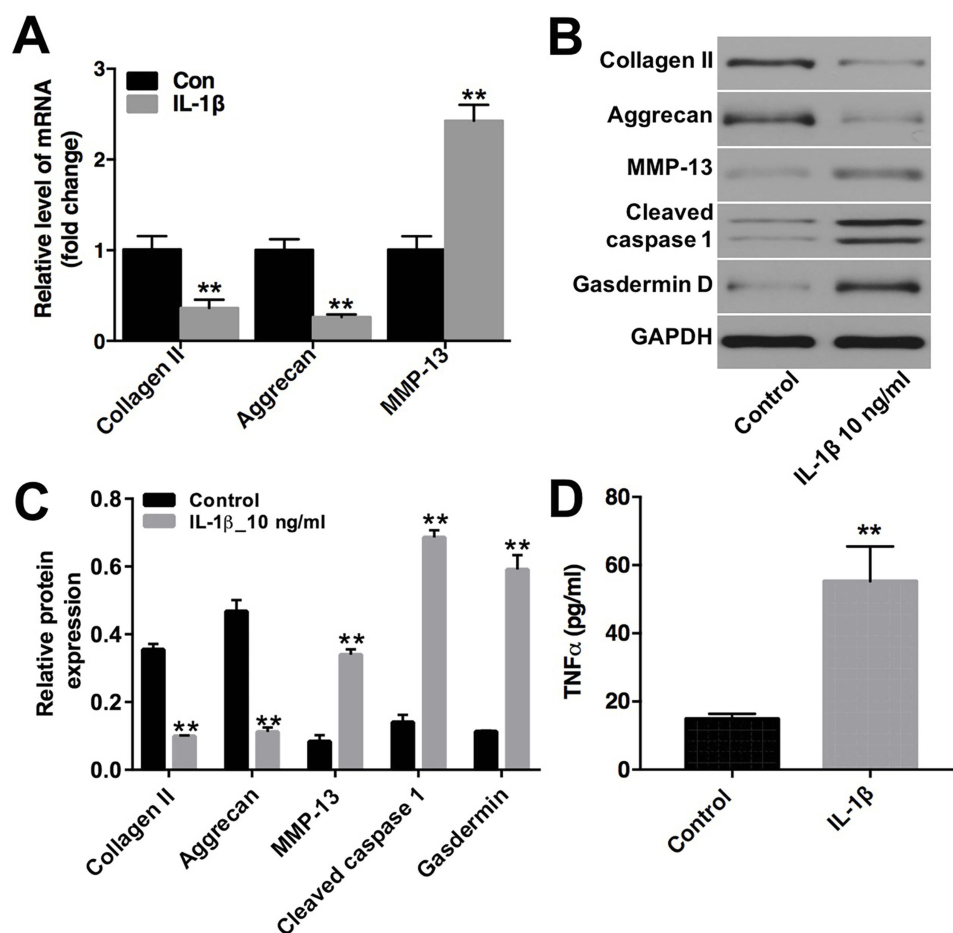 A
Relative level of mRNA
(fold change)
3
2
1
0
Con
IL-1β
**
**
**
Collagen II
Aggrecan
MMP-13
B
Collagen II
Aggrecan
MMP-13
Cleaved
caspase 1
Gasdermin D
GAPDH
Control
IL-1β 10 ng/ml
C
Relative protein
expression
0.8
0.6
0.4
0.2
0.0
Control
IL-1β_10 ng/ml
**
**
**
**
**
Collagen II
Aggrecan
MMP-13
Cleaved caspase 1
Gasdermin
D
TNFα (pg/ml)
80
60
40
20
0
**
Control
IL-1β